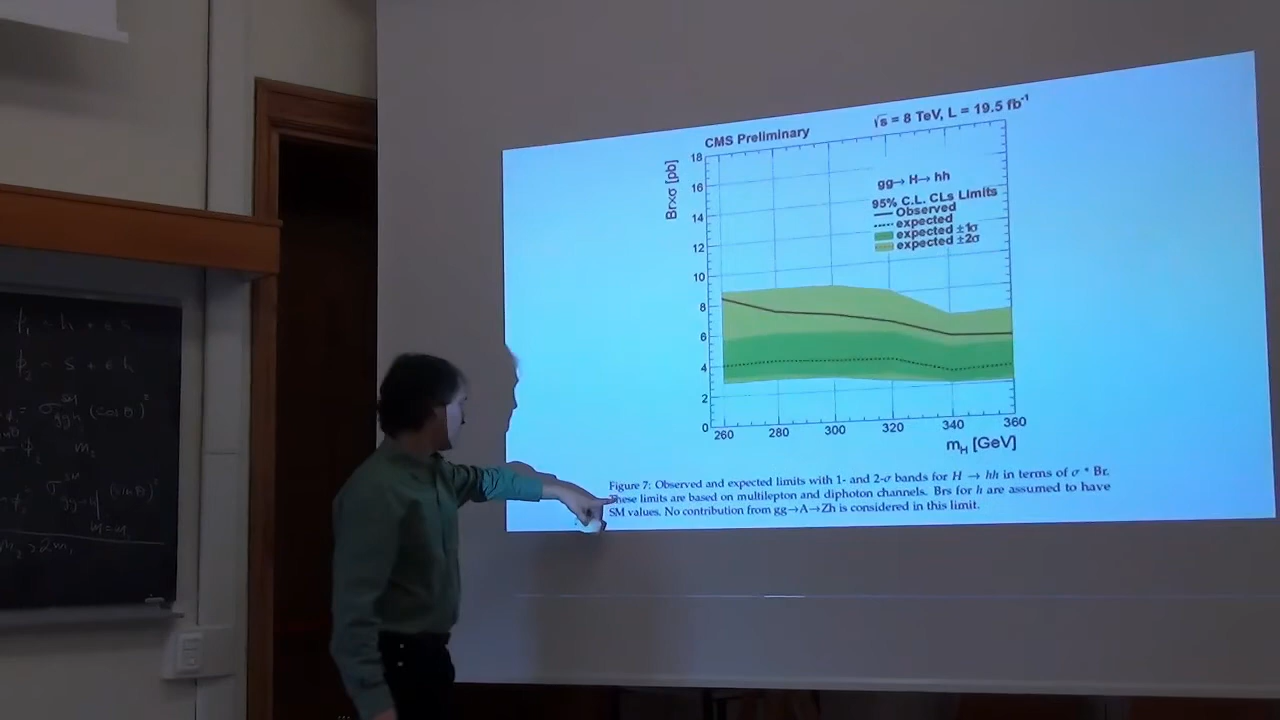 CMS Preliminary
√s = 8 TeV, L = 19.5 fb⁻¹
Br×σ [pb]
18
16
14
12
10
8
6
4
2
0
gg→ H→ hh
95% C.L. CLs Limits
Observed
expected
expected ±1σ
expected ±2σ
260 280 300 320 340 360
m_H [GeV]
Figure 7: Observed and expected limits with 1- and 2-σ bands for H → hh in terms of σ * Br.
These limits are based on multilepton and diphoton channels. Brs for h are assumed to have
SM values. No contribution from gg→A→Zh is considered in this limit.